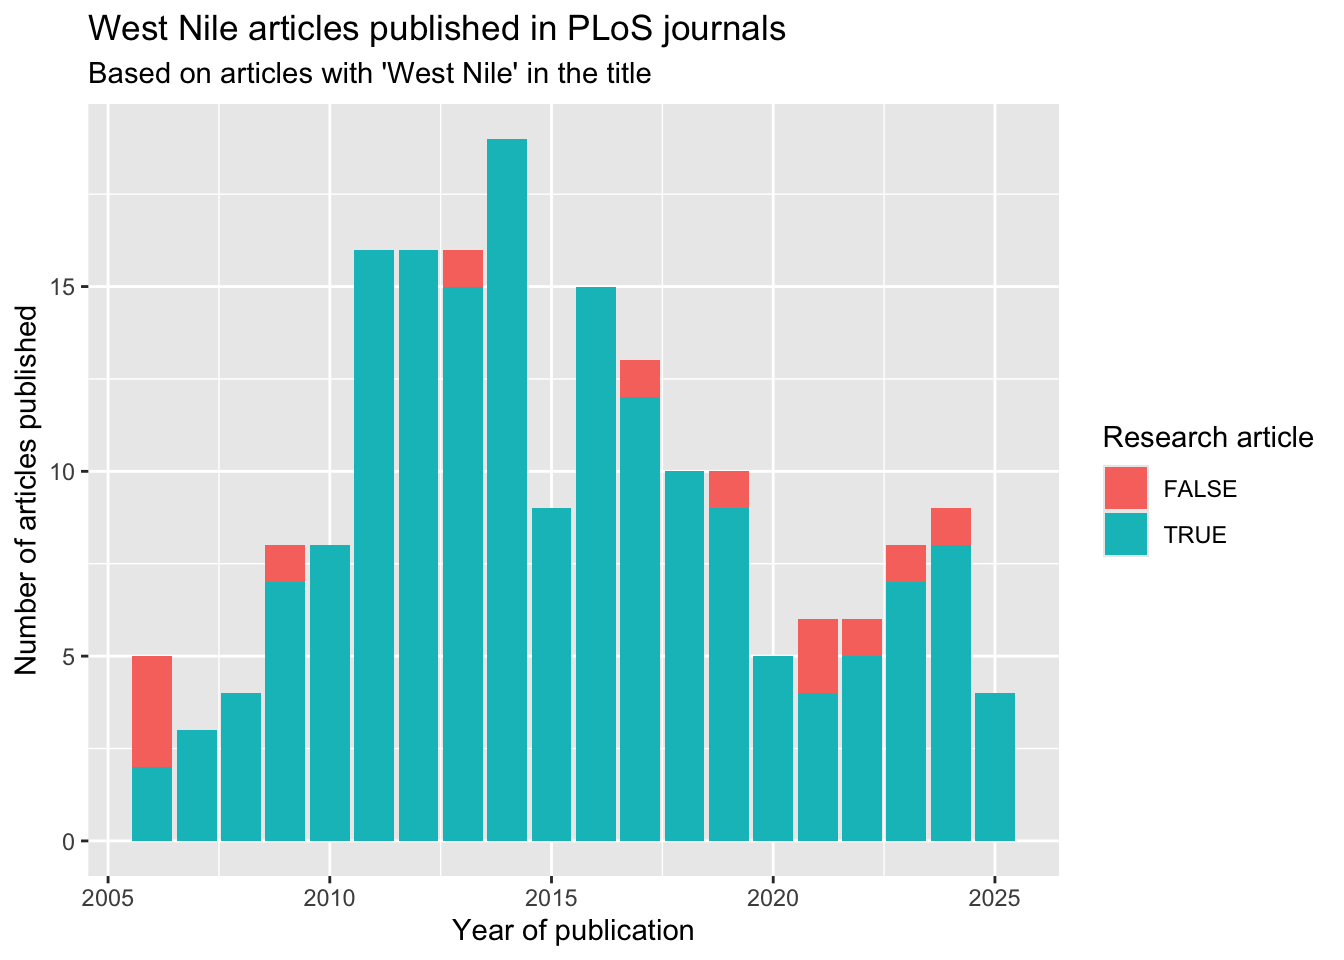 West Nile articles published in PLoS journals
Based on articles with 'West Nile' in the title
Number of articles published
15
10
5
0
2005
2010
2015
2020
2025
Year of publication
Research article
FALSE
TRUE